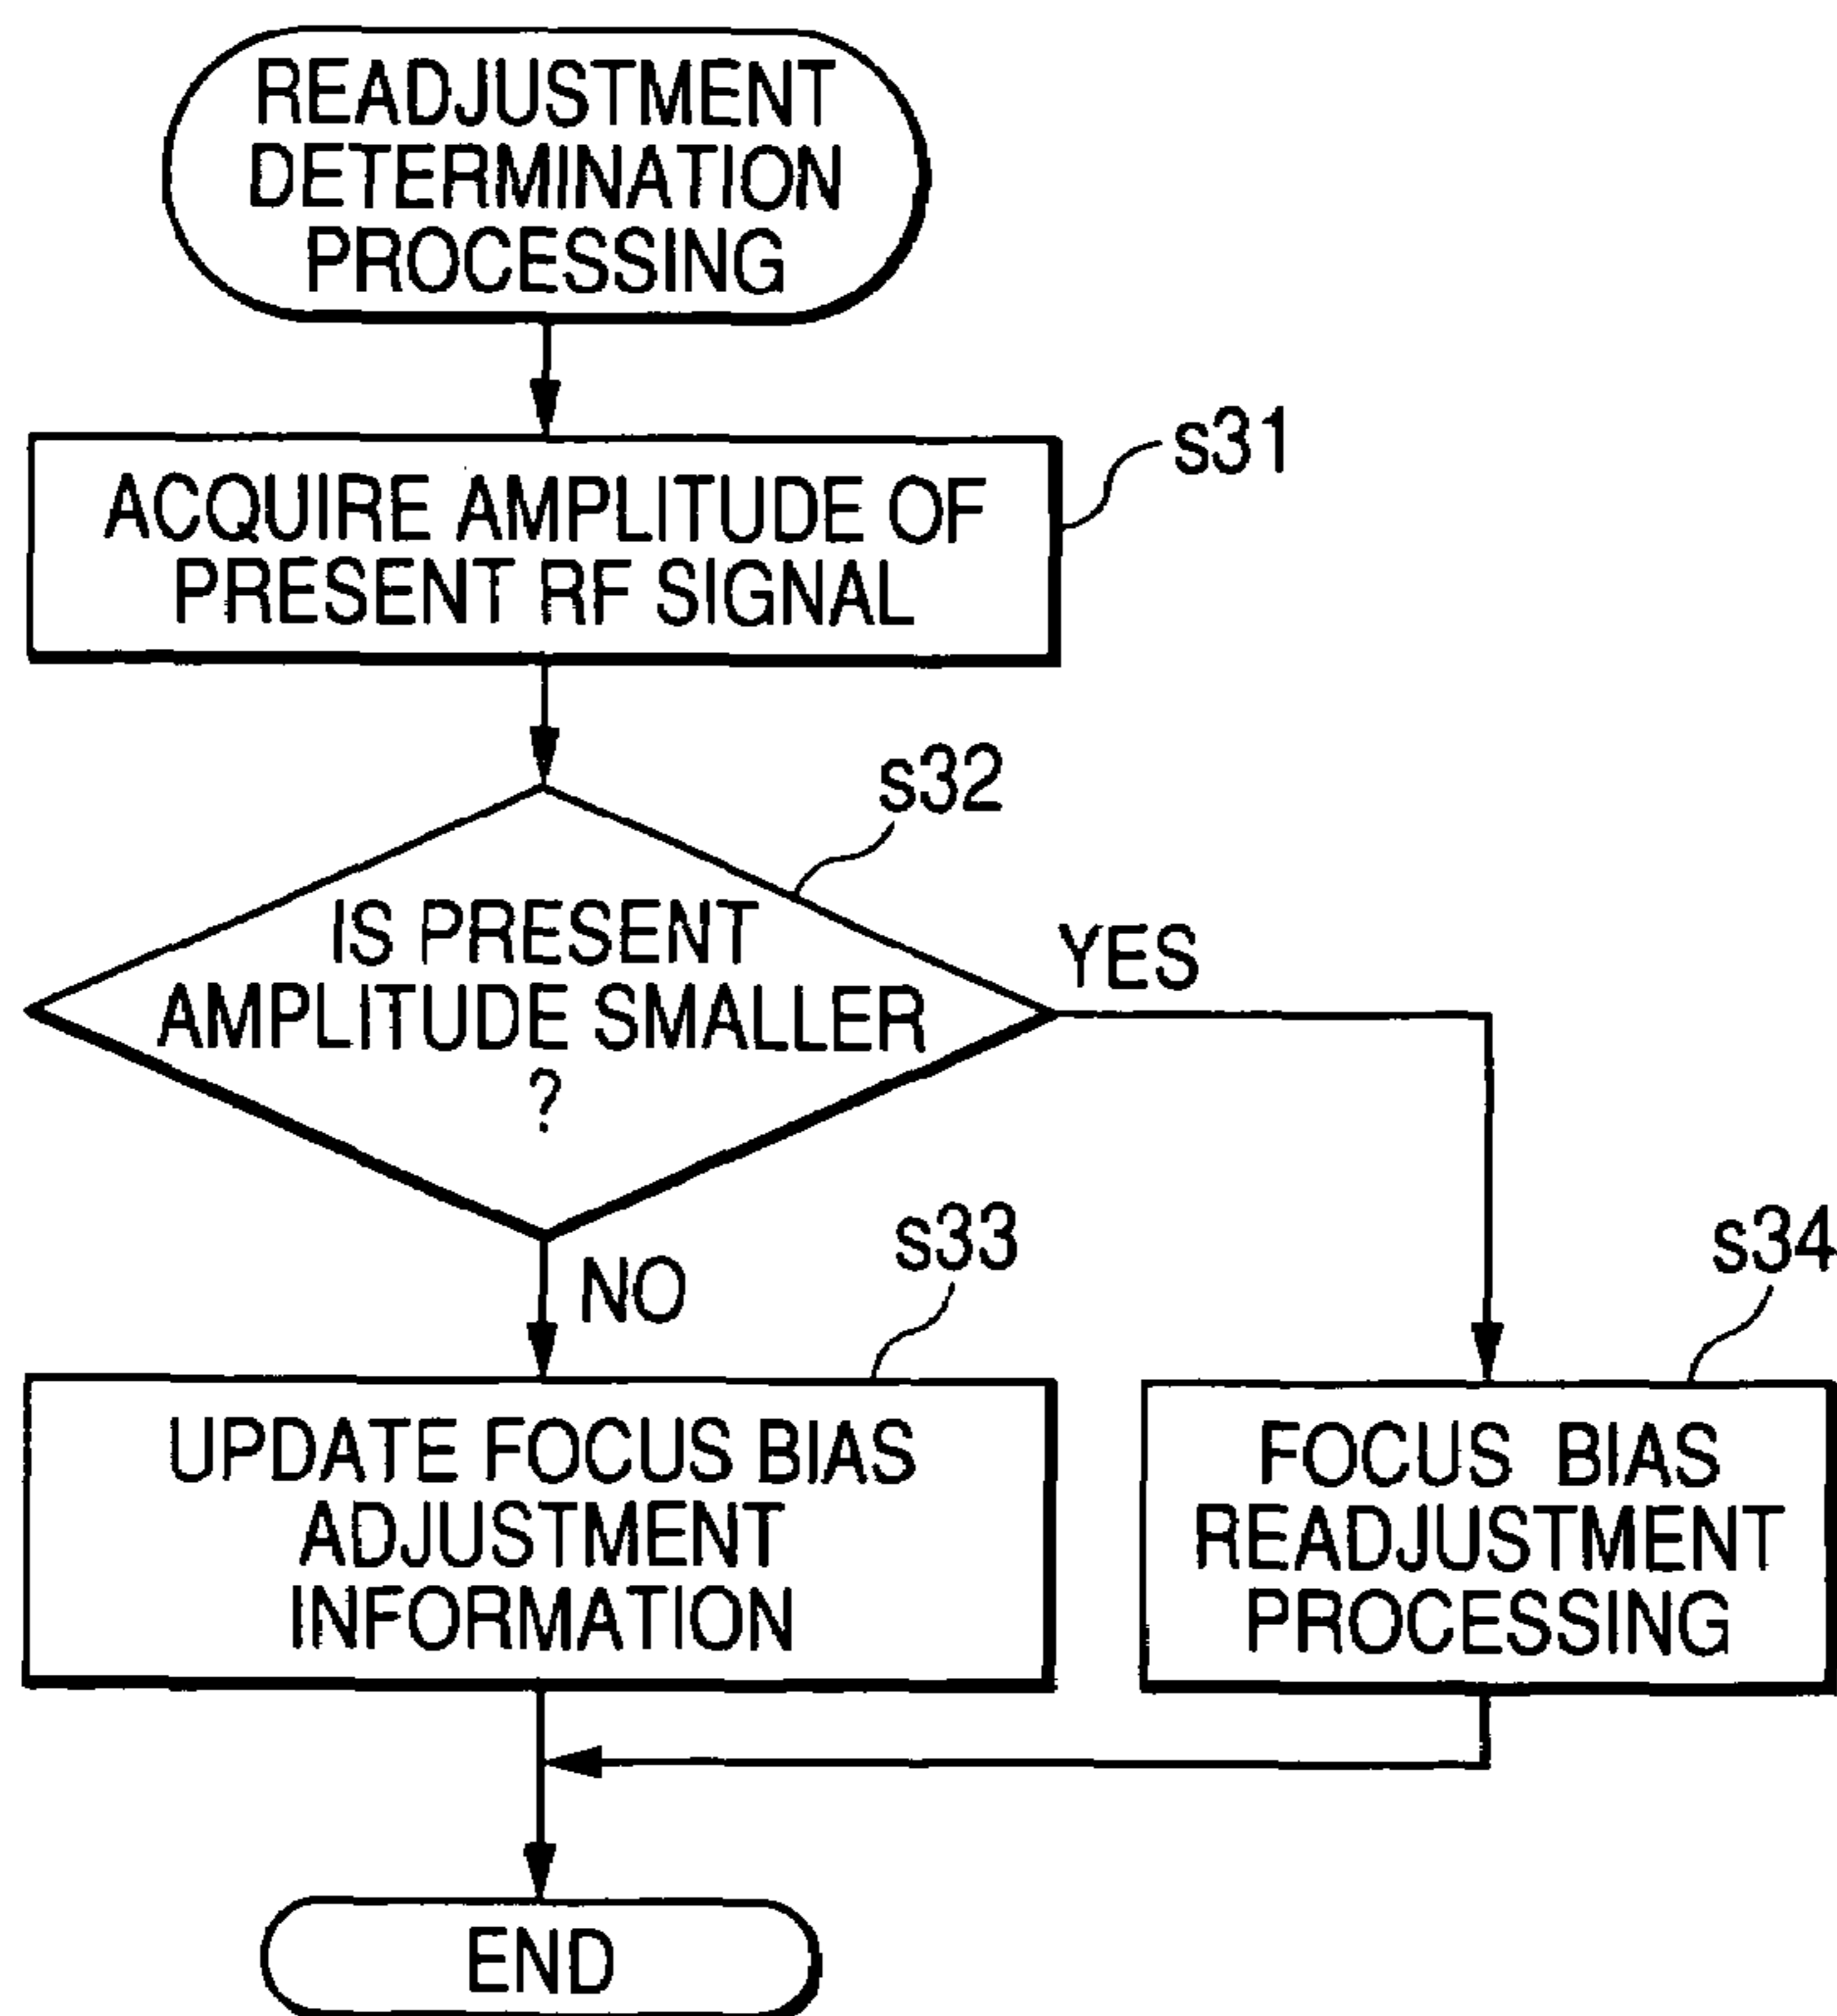 READJUSTMENT
DETERMINATION
PROCESSING
s31
ACQUIRE AMPLITUDE OF
PRESENT RF SIGNAL
s32
IS PRESENT
AMPLITUDE SMALLER
?
YES
NO
s33
UPDATE FOCUS BIAS
ADJUSTMENT
INFORMATION
s34
FOCUS BIAS
READJUSTMENT
PROCESSING
END